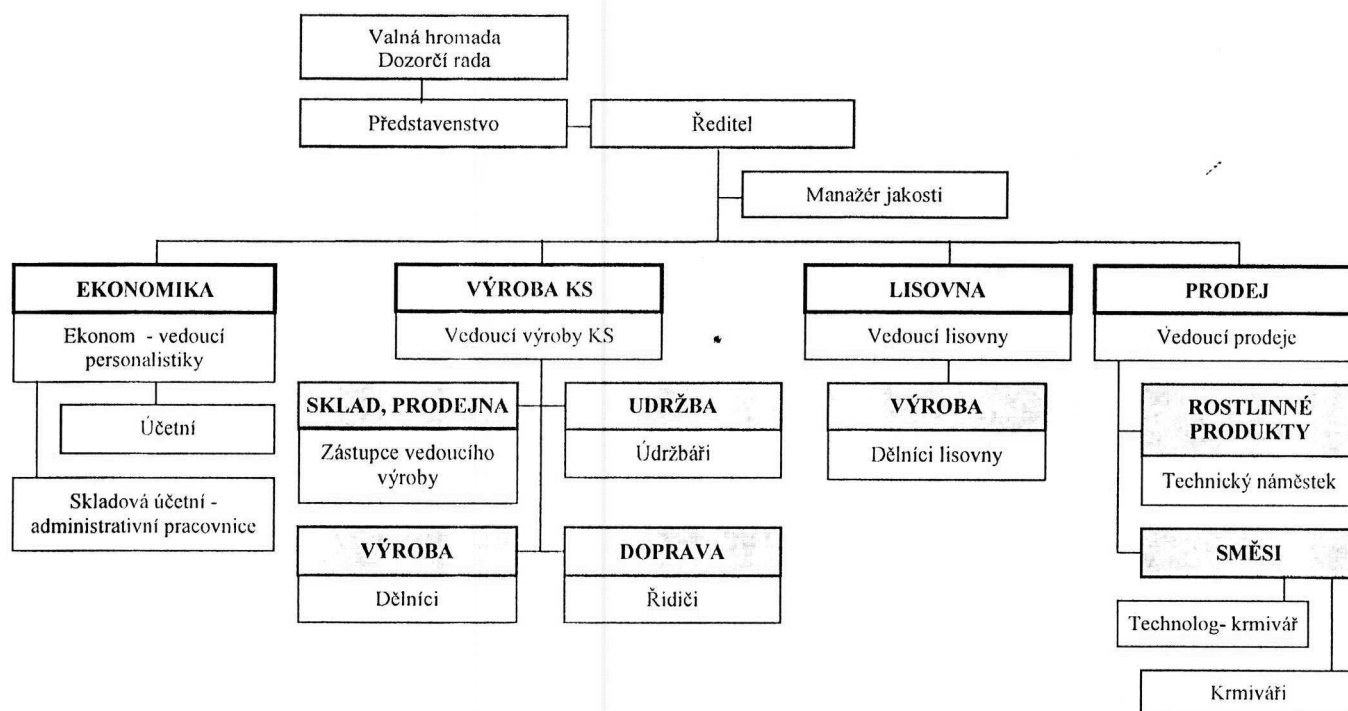 Valná hromada
Dozorčí rada
Představenstvo
Ředitel
Manažér jakosti
EKONOMIKA
Ekonom - vedoucí
personalistiky
Účetní
Skladová účetní -
administrativní pracovnice
VÝROBA KS
Vedoucí výroby KS
SKLAD, PRODEJNA
Zástupce vedoucího
výroby
UDRŽBA
Údržbáři
VÝROBA
Dělníci
DOPRAVA
Řidiči
LISOVNA
Vedoucí lisovny
VÝROBA
Dělníci lisovny
PRODEJ
Vedoucí prodeje
ROSTLINNÉ
PRODUKTY
Technický náměstek
SMĚSI
Technolog- krmivář
Krmiváři